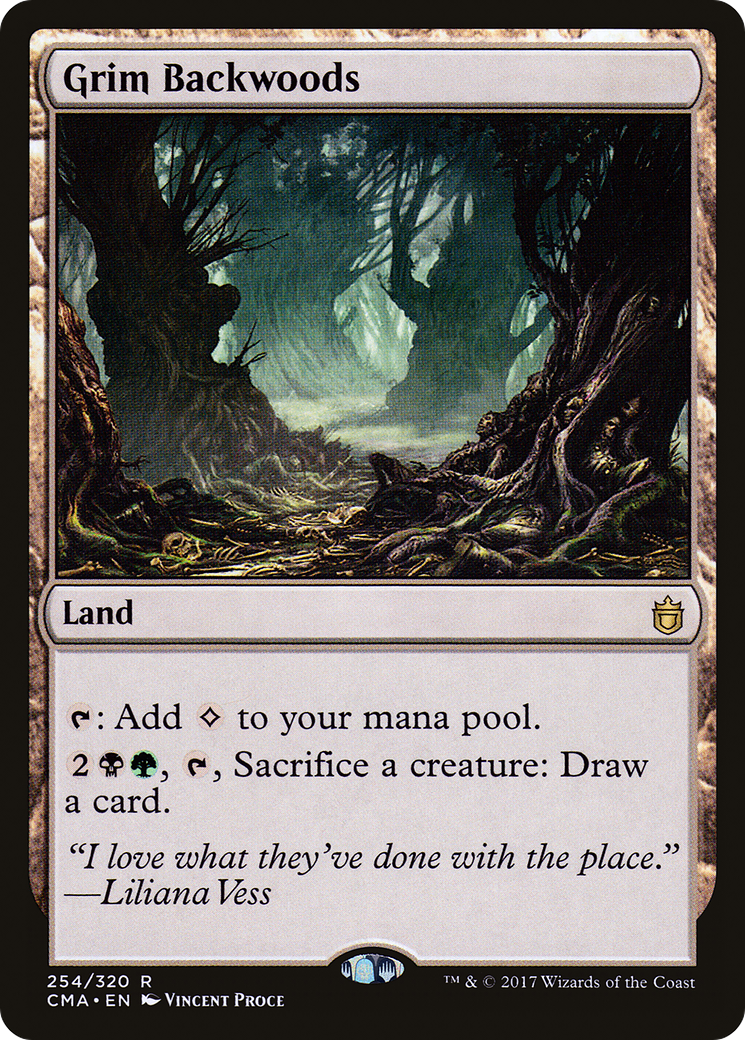 Grim Backwoods
Land
: Add to your mana pool.
2, , Sacrifice a creature: Draw
a card.
“I love what they’ve done with the place.”
—Liliana Vess
254/320 R
CMA • EN Vincent Proce
™ & © 2017 Wizards of the Coast